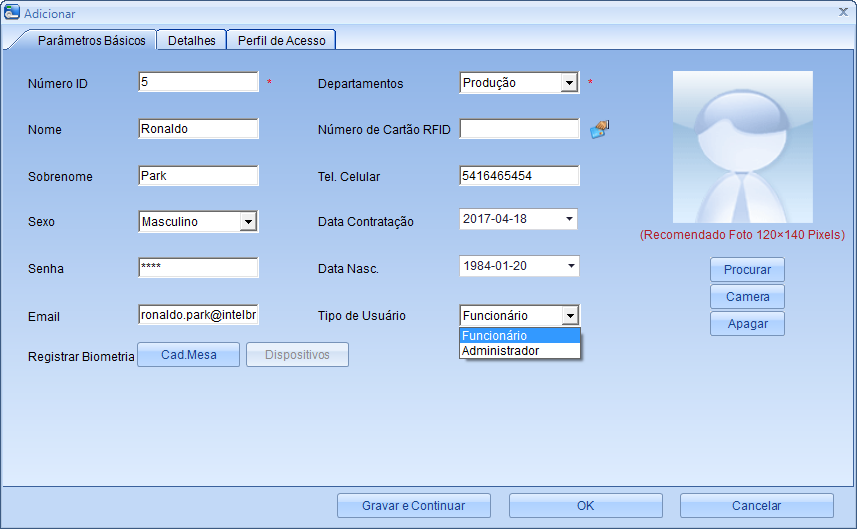 Adicionar
Parâmetros Básicos Detalhes Perfil de Acesso
Número ID 5 * Departamentos Produção *
Nome Ronaldo Número de Cartão RFID
Sobrenome Park Tel. Celular 5416465454
Sexo Masculino Data Contratação 2017-04-18
(Recomendado Foto 120×140 Pixels)
Senha **** Data Nasc. 1984-01-20 Procurar
Camera
Email ronaldo.park@intelbr Tipo de Usuário Funcionário Apagar
Funcionário
Administrador
Registrar Biometria Cad.Mesa Dispositivos
Gravar e Continuar OK Cancelar